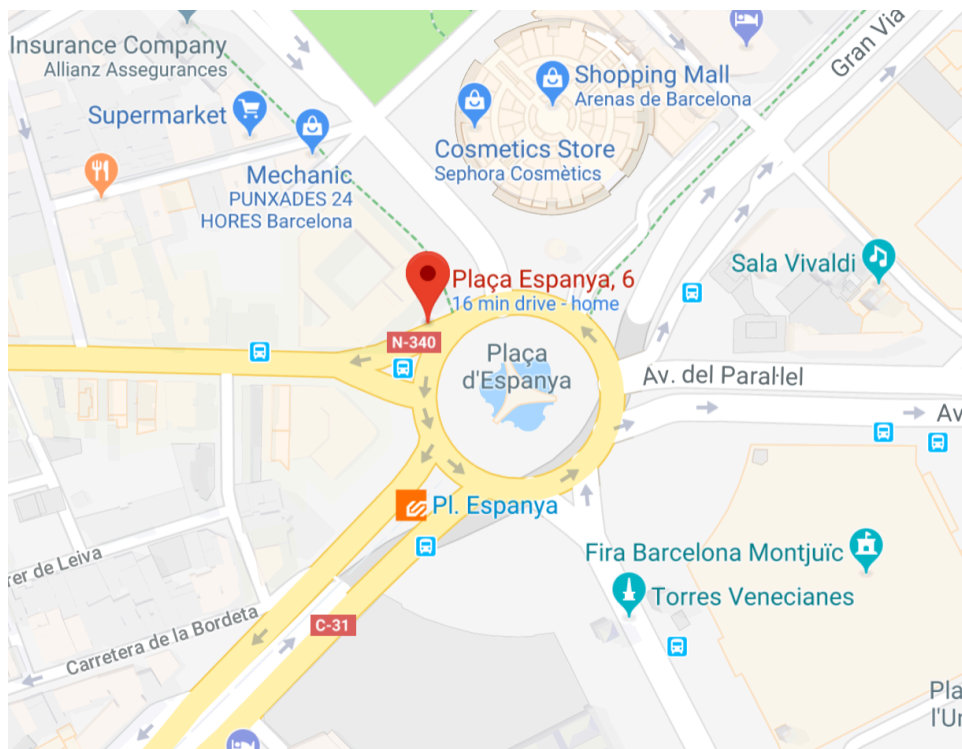 Insurance Company
Allianz Assegurances
Supermarket
Mechanic
PUNXADES 24
HORES Barcelona
Shopping Mall
Arenas de Barcelona
Cosmetics Store
Sephora Cosmètics
Gran Via
Sala Vivaldi
Plaça Espanya, 6
16 min drive - home
N-340
Plaça
d'Espanya
Av. del Paral·lel
Av
Pl. Espanya
Fira Barcelona Montjuïc
Torres Venecianes
rer de Leiva
Carretera de la Bordeta
C-31
Pla
l'Un